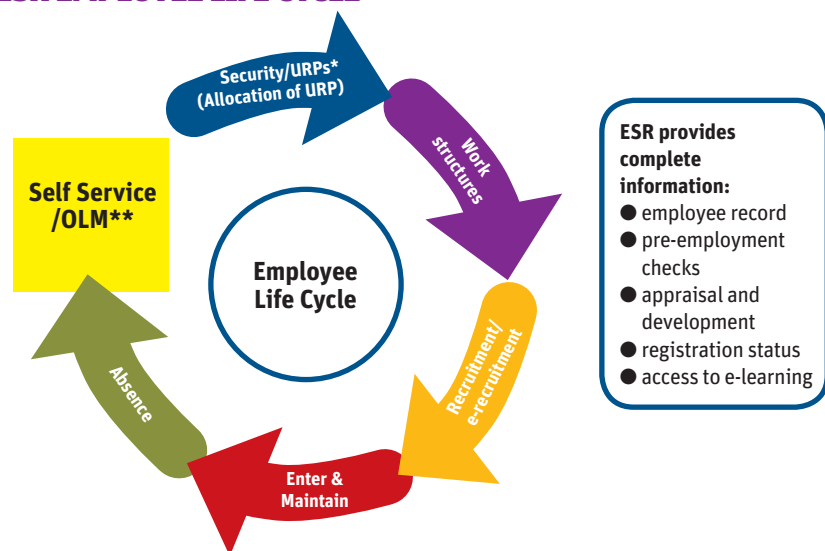 Security/URPs*
(Allocation of URP)
Work
structures
Self Service
/OLM**
Employee
Life Cycle
Recruitment/
e-recruitment
Absence
Enter &
Maintain
ESR provides
complete
information:
● employee record
● pre-employment
checks
● appraisal and
development
● registration status
● access to e-learning